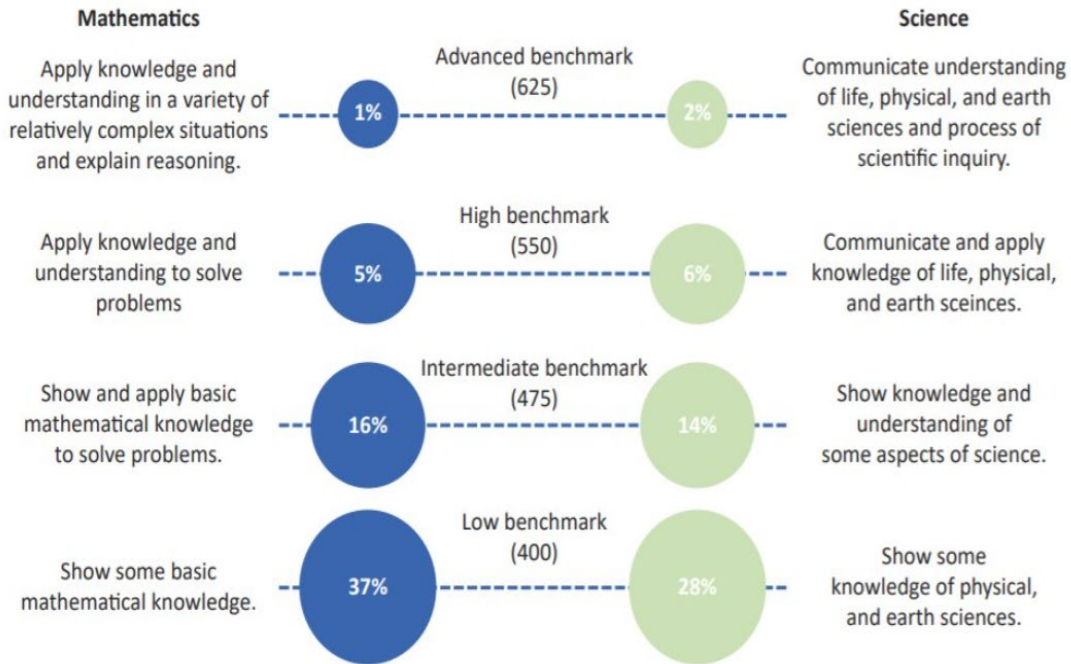 Mathematics
Science
Advanced benchmark
(625)
Apply knowledge and
understanding in a variety of
relatively complex situations
and explain reasoning.
1%
2%
Communicate understanding
of life, physical, and earth
sciences and process of
scientific inquiry.
High benchmark
(550)
Apply knowledge and
understanding to solve
problems
5%
6%
Communicate and apply
knowledge of life, physical,
and earth sceinces.
Intermediate benchmark
(475)
Show and apply basic
mathematical knowledge
to solve problems.
16%
14%
Show knowledge and
understanding of
some aspects of science.
Low benchmark
(400)
Show some basic
mathematical knowledge.
37%
28%
Show some
knowledge of physical,
and earth sciences.